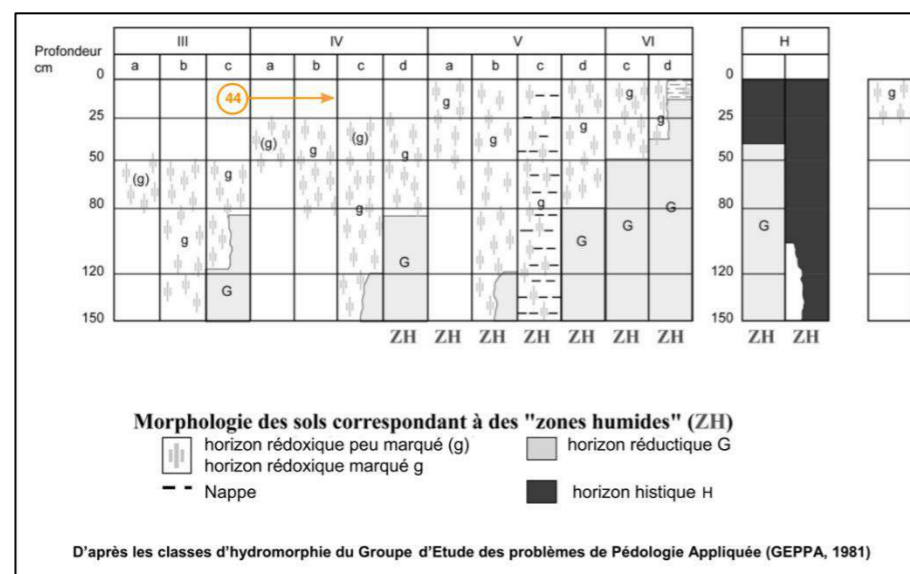 III IV V VI H
Profondeur
cm
a b c a b c d a b c d c d
0 0
44
g g g g
25 25
(g) g (g) g g g
50 50
(g) g g
80 80
g g g G G G
g G G G
120 120
G
150 150
ZH ZH ZH ZH ZH ZH ZH ZH ZH
Morphologie des sols correspondant à des "zones humides" (ZH)
horizon rédoxique peu marqué (g) horizon réductique G
horizon rédoxique marqué g
Nappe horizon histique H
D'après les classes d'hydromorphie du Groupe d'Etude des problèmes de Pédologie Appliquée (GEPPA, 1981)